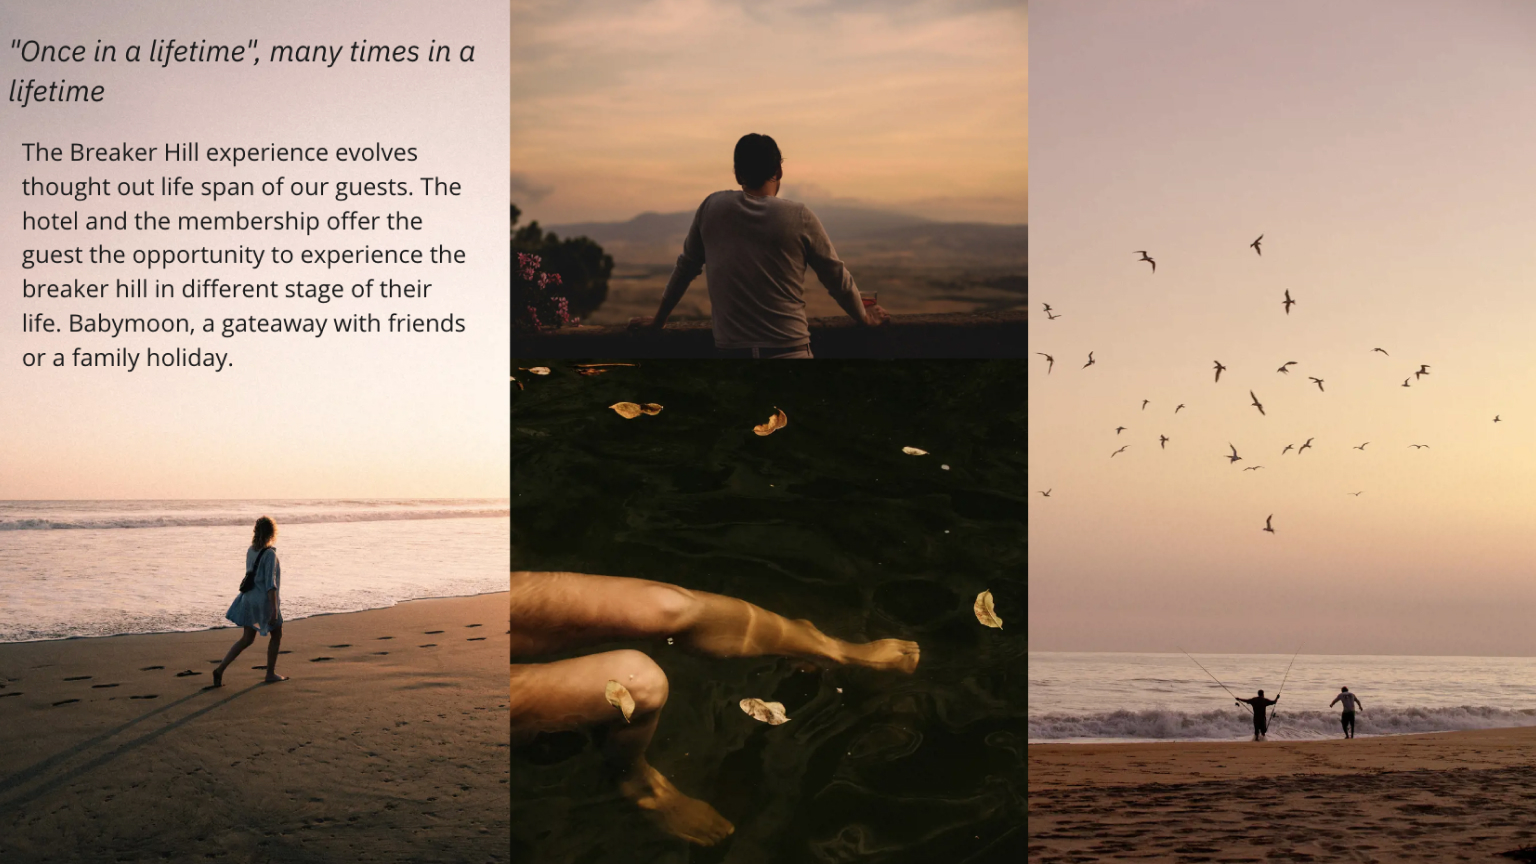 "Once in a lifetime", many times in a
lifetime
The Breaker Hill experience evolves
thought out life span of our guests. The
hotel and the membership offer the
guest the opportunity to experience the
breaker hill in different stage of their
life. Babymoon, a gateaway with friends
or a family holiday.